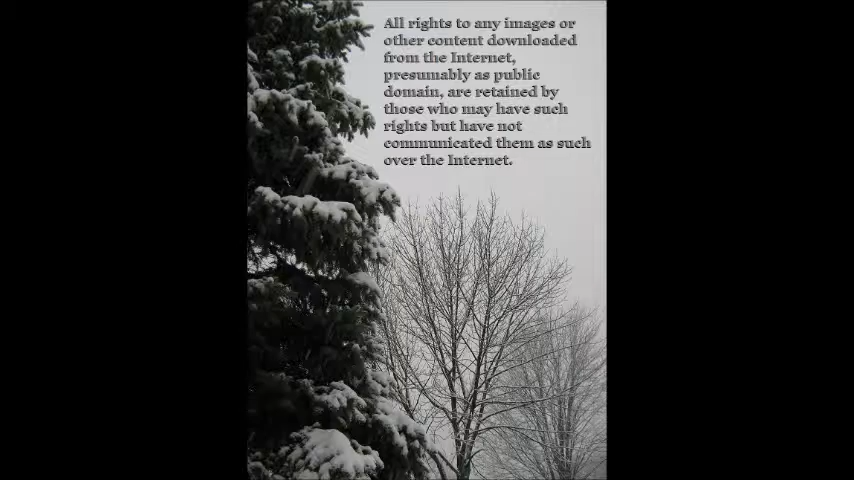 All rights to any images or
other content downloaded
from the Internet,
presumably as public
domain, are retained by
those who may have such
rights but have not
communicated them as such
over the Internet.